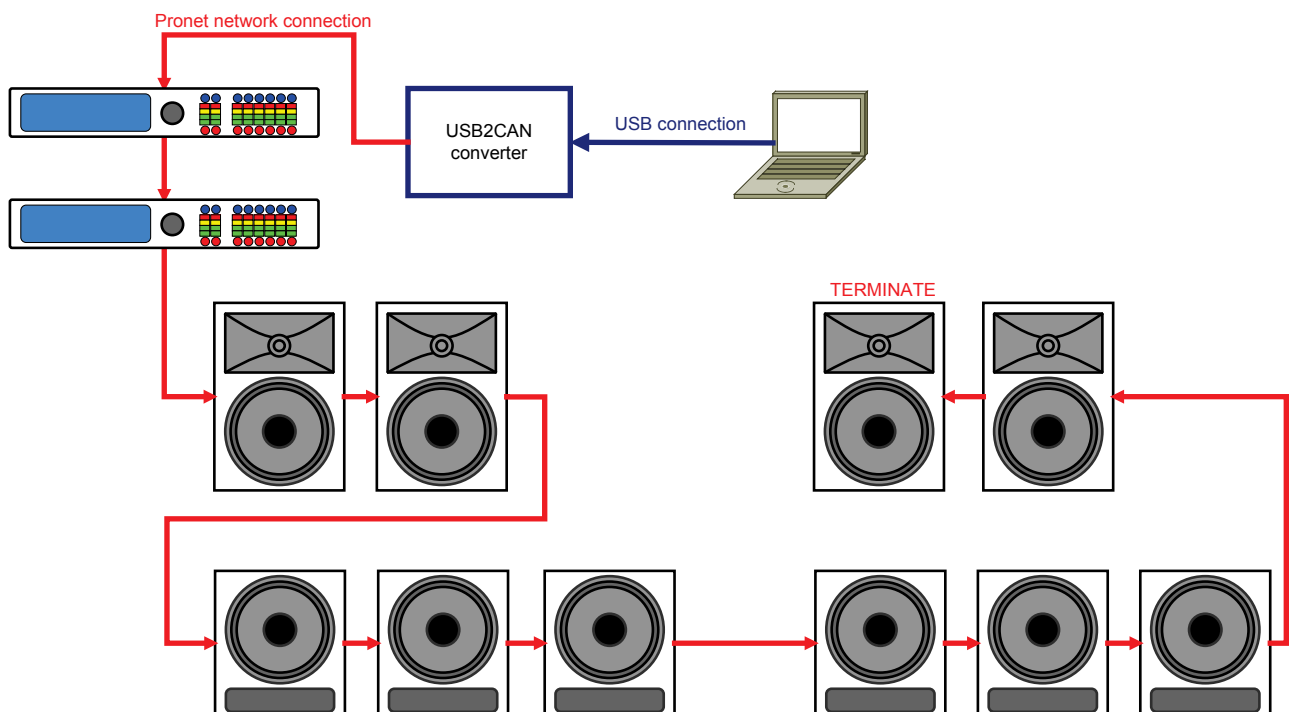 Pronet network connection
USB2CAN
converter
USB connection
TERMINATE